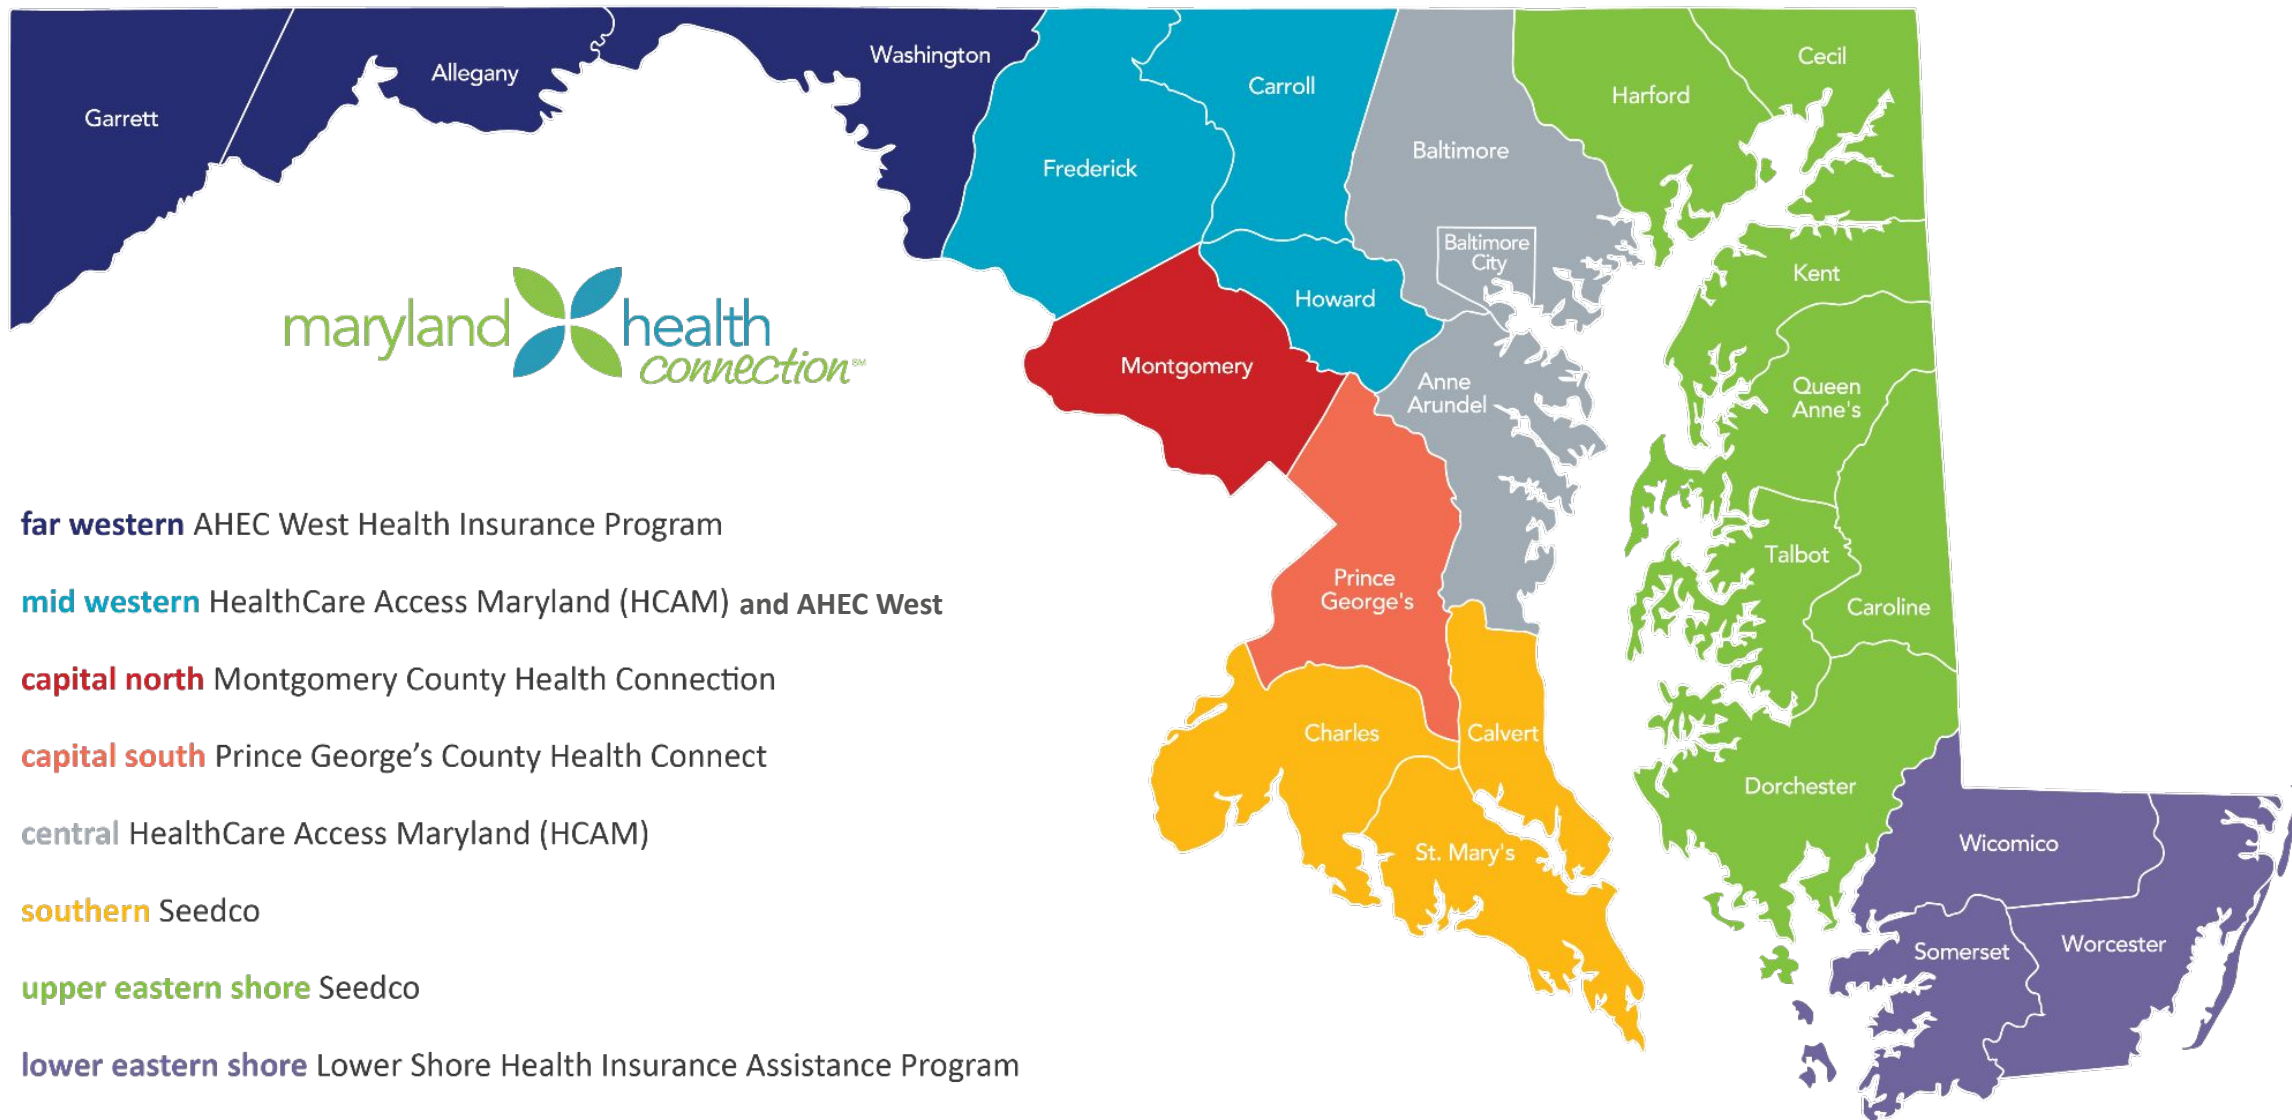 Garrett
Allegany
Washington
Frederick
Carroll
Baltimore
Harford
Cecil
Baltimore
City
Howard
Kent
Montgomery
Anne
Arundel
Queen
Anne's
Talbot
Prince
George's
Caroline
Charles
Calvert
Dorchester
St. Mary's
Wicomico
Somerset
Worcester
maryland health
connection SM
far western AHEC West Health Insurance Program
mid western HealthCare Access Maryland (HCAM) and AHEC West
capital north Montgomery County Health Connection
capital south Prince George’s County Health Connect
central HealthCare Access Maryland (HCAM)
southern Seedco
upper eastern shore Seedco
lower eastern shore Lower Shore Health Insurance Assistance Program